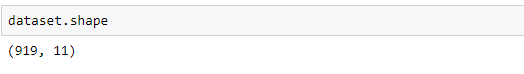 dataset.shape
(919, 11)